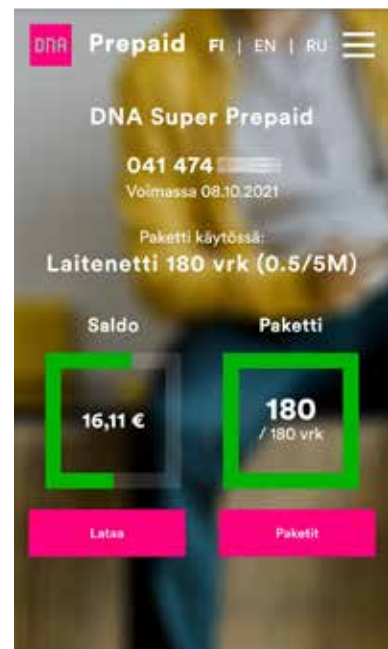 DNA Prepaid FI | EN | RU
DNA Super Prepaid
041 474
Voimassa 08.10.2021
Paketti käytössä:
Laitenetti 180 vrk (0.5/5M)
Saldo Paketti
16,11 € 180
/ 180 vrk
Lataa Paketit